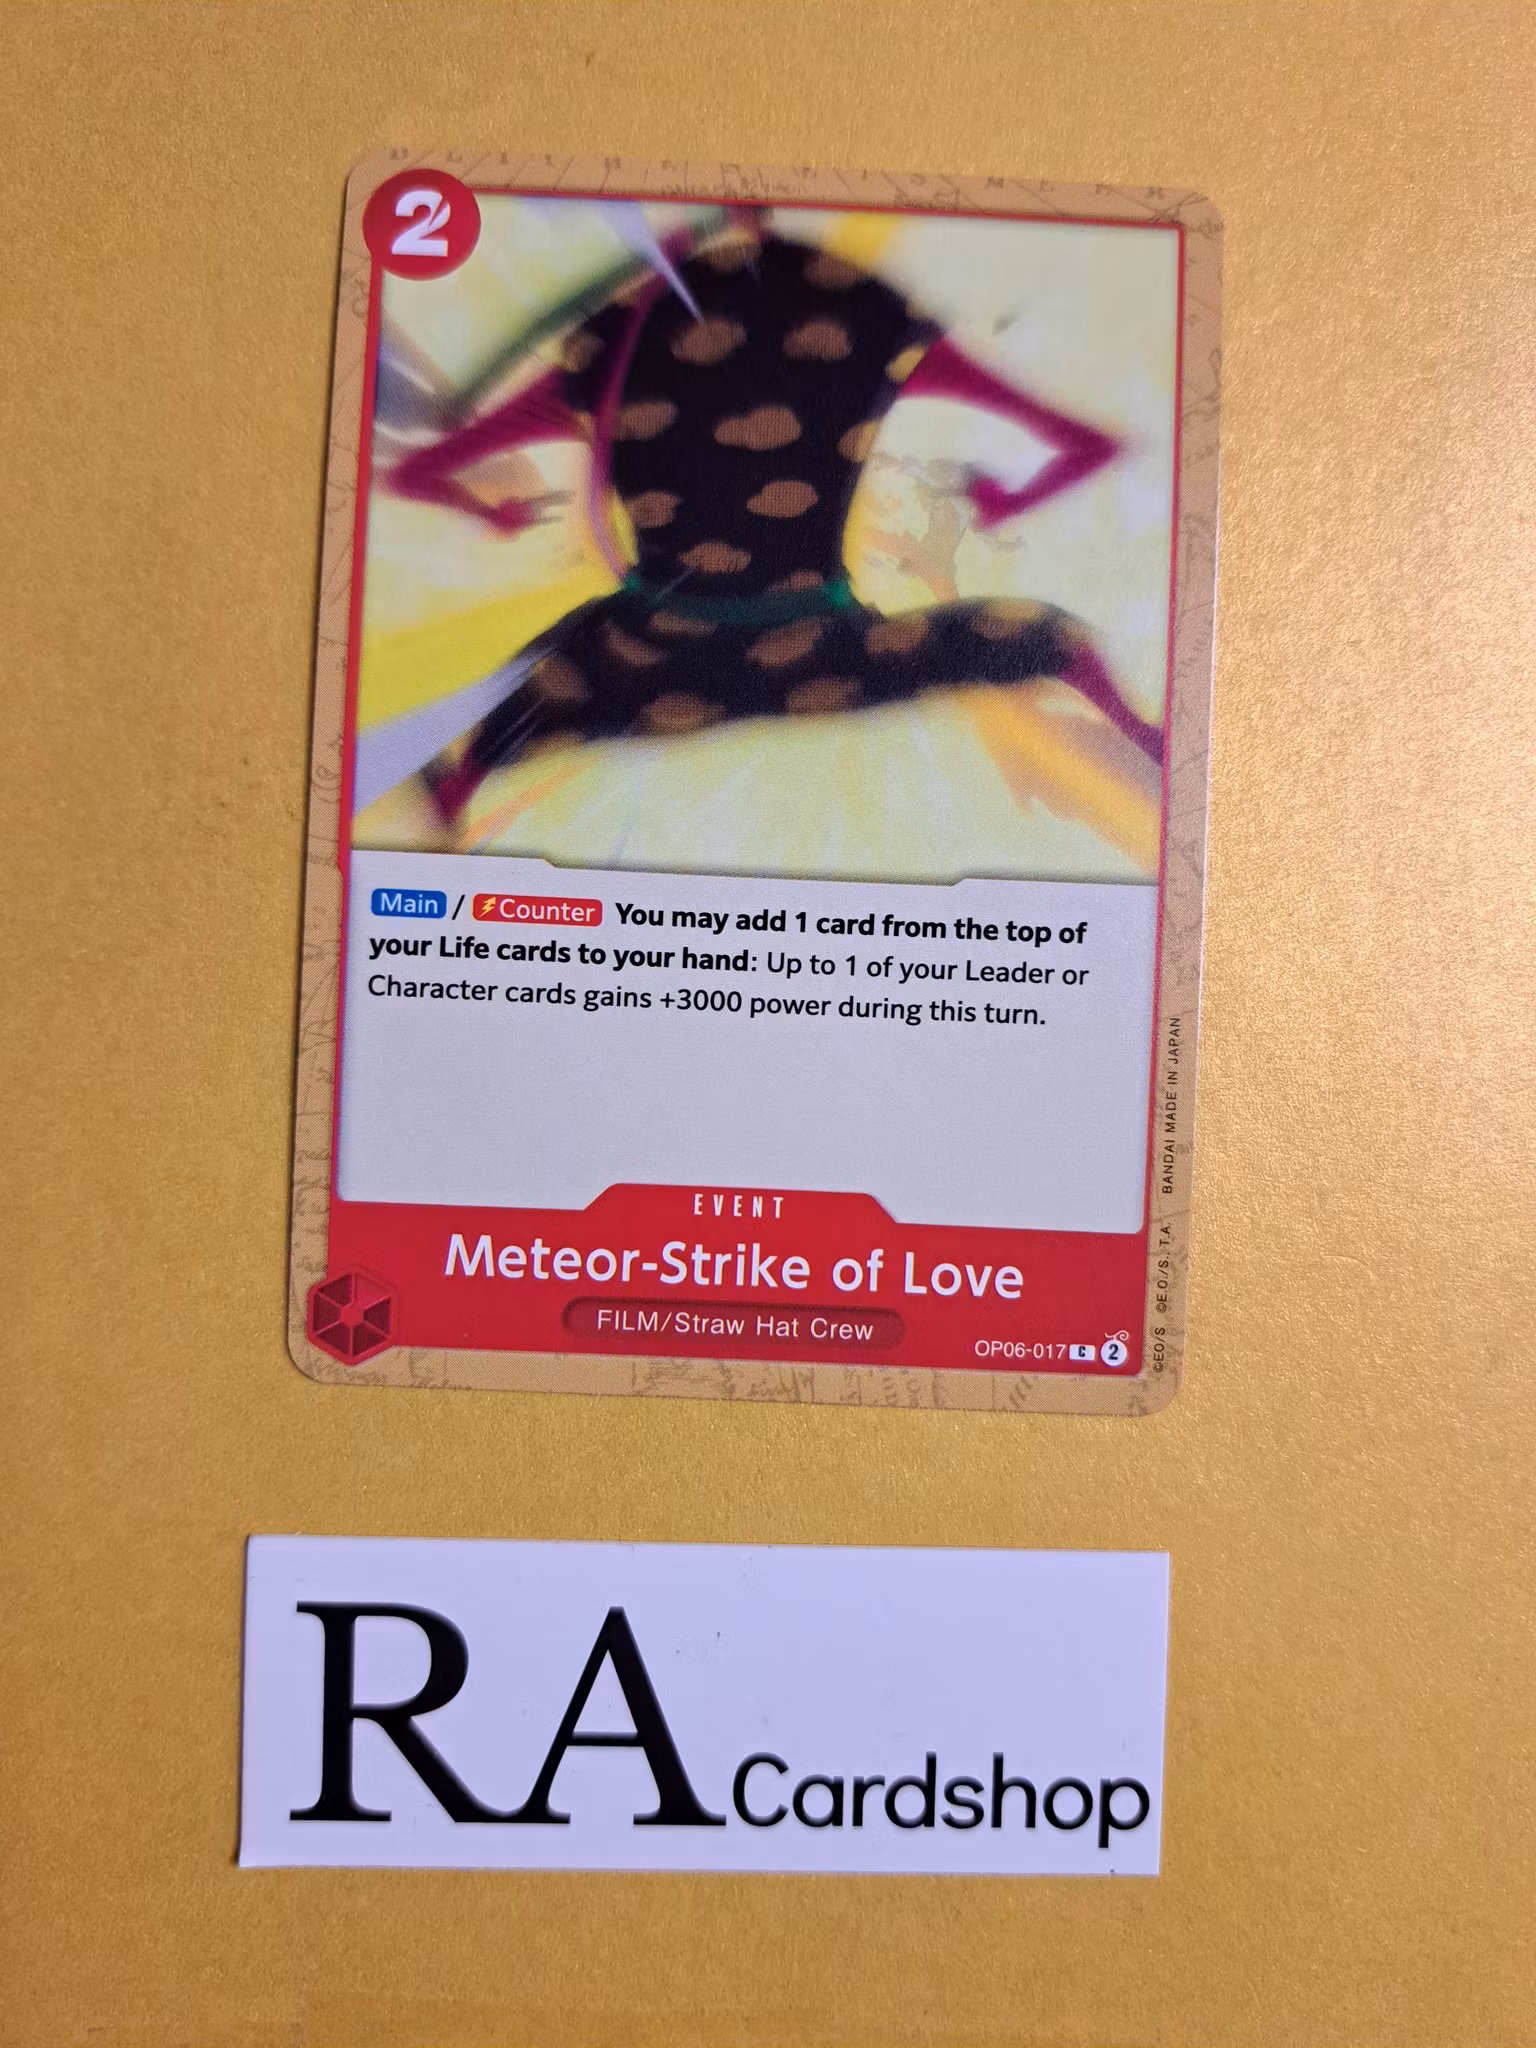 2
Main / Counter You may add 1 card from the top of
your Life cards to your hand: Up to 1 of your Leader or
Character cards gains +3000 power during this turn.
EVENT
Meteor-Strike of Love
FILM/Straw Hat Crew
OP06-017 C 2
©EO/S ©E.O./S., T.A. BANDAI MADE IN JAPAN
RA Cardshop